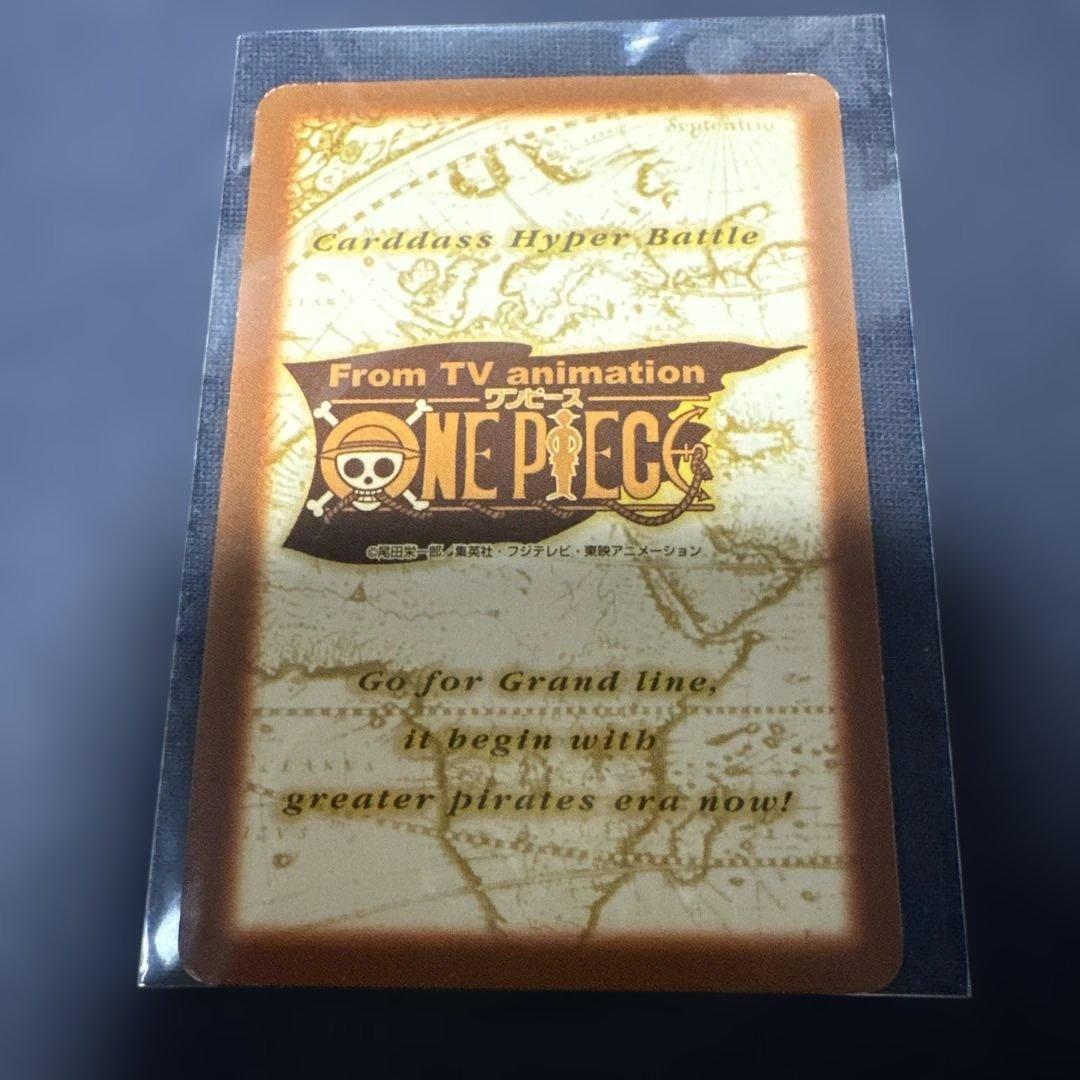 Septentrio
Carddass Hyper Battle
From TV animation
ワンピース
ONE PIECE
©尾田栄一郎/集英社・フジテレビ・東映アニメーション
Go for Grand line,
it begin with
greater pirates era now!